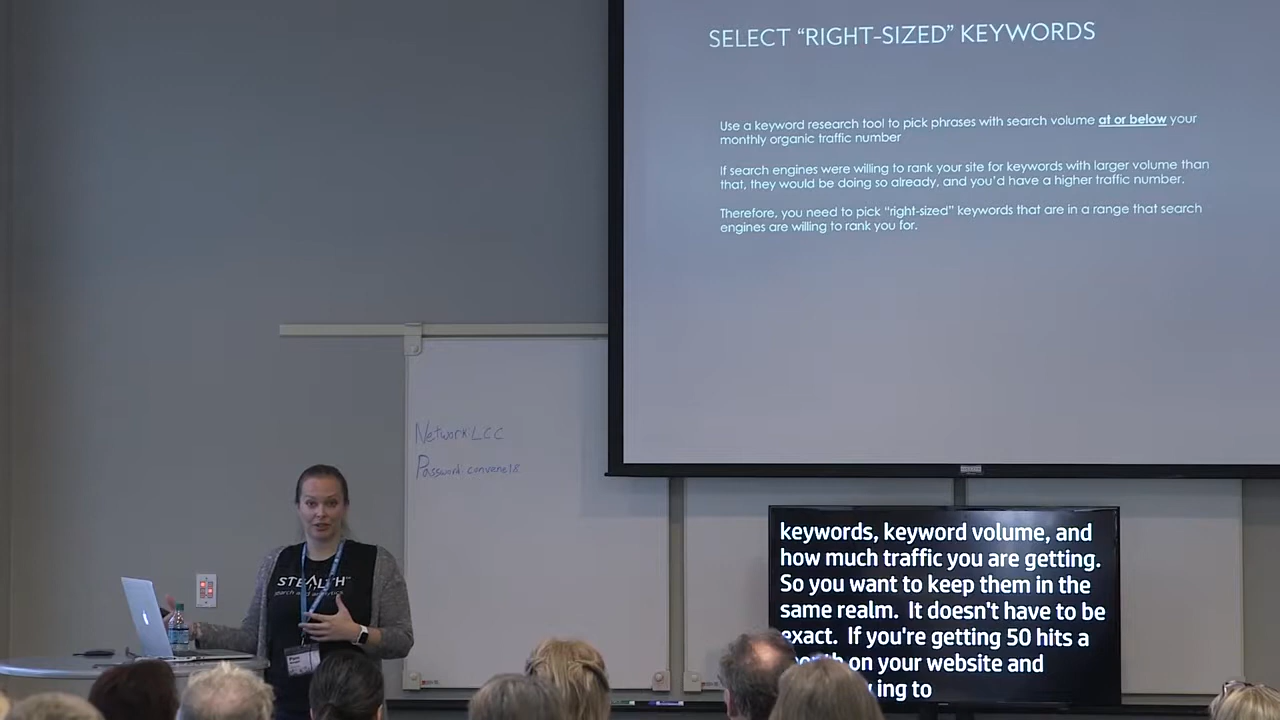 SELECT “RIGHT-SIZED” KEYWORDS
Use a keyword research tool to pick phrases with search volume at or below your
monthly organic traffic number
If search engines were willing to rank your site for keywords with larger volume than
that, they would be doing so already, and you’d have a higher traffic number.
Therefore, you need to pick “right-sized” keywords that are in a range that search
engines are willing to rank you for.
Network: LCC
Password: convene18
STEALTH
search and analytics
keywords, keyword volume, and
how much traffic you are getting.
So you want to keep them in the
same realm. It doesn't have to be
exact. If you're getting 50 hits a
on your website and
ing to